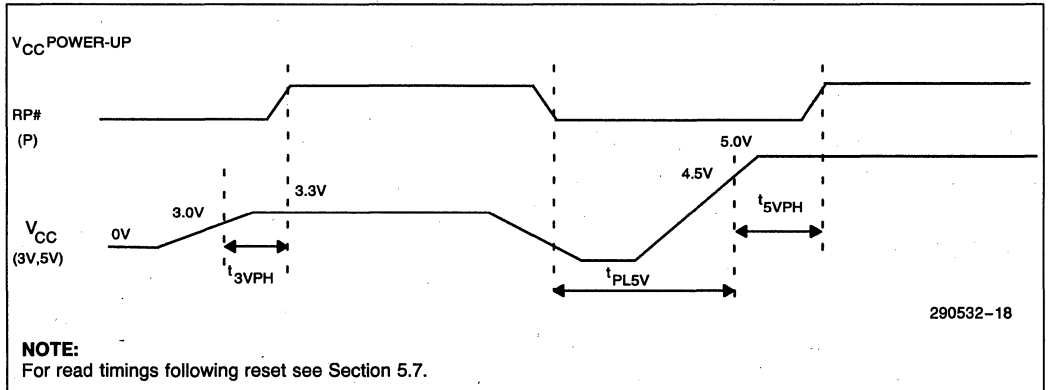 VCC POWER-UP
RP#
(P)
5.0V
4.5V
3.3V
3.0V
t5VPH
VCC
(3V,5V)
0V
t3VPH
tPL5V
290532-18
NOTE:
For read timings following reset see Section 5.7.